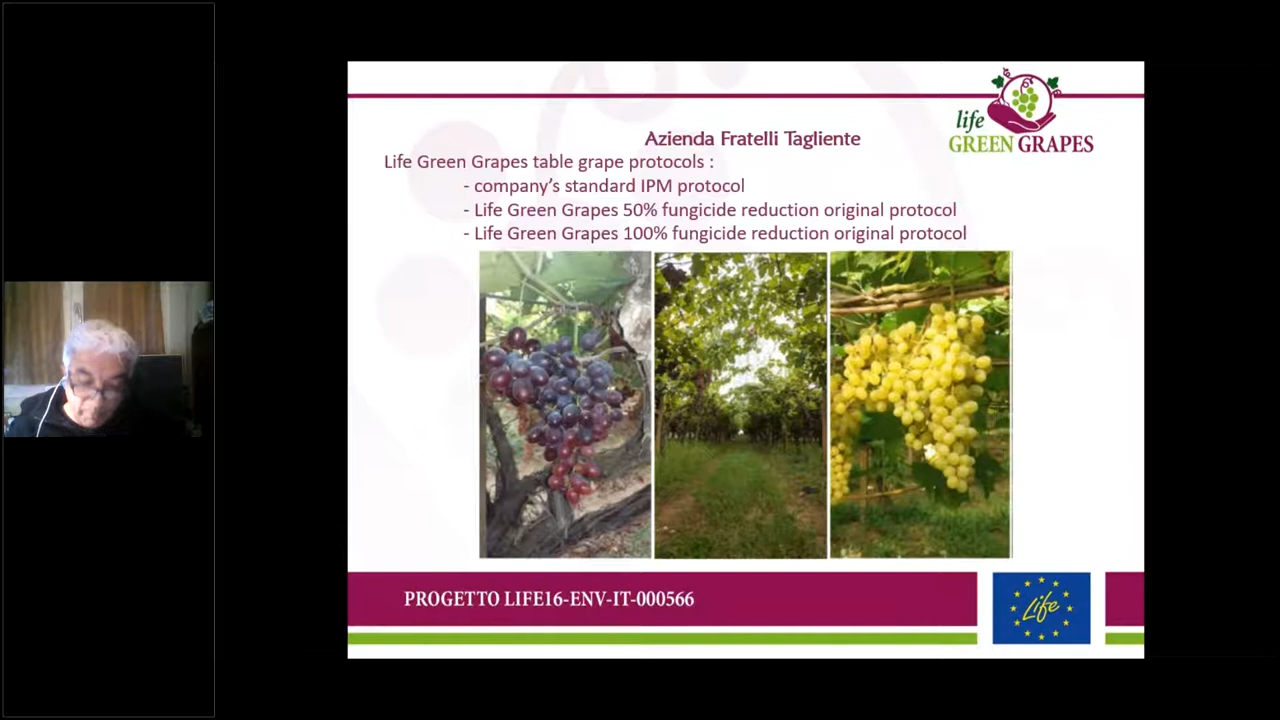 life
GREEN GRAPES
Azienda Fratelli Tagliente
Life Green Grapes table grape protocols :
- company’s standard IPM protocol
- Life Green Grapes 50% fungicide reduction original protocol
- Life Green Grapes 100% fungicide reduction original protocol
PROGETTO LIFE16-ENV-IT-000566
Life